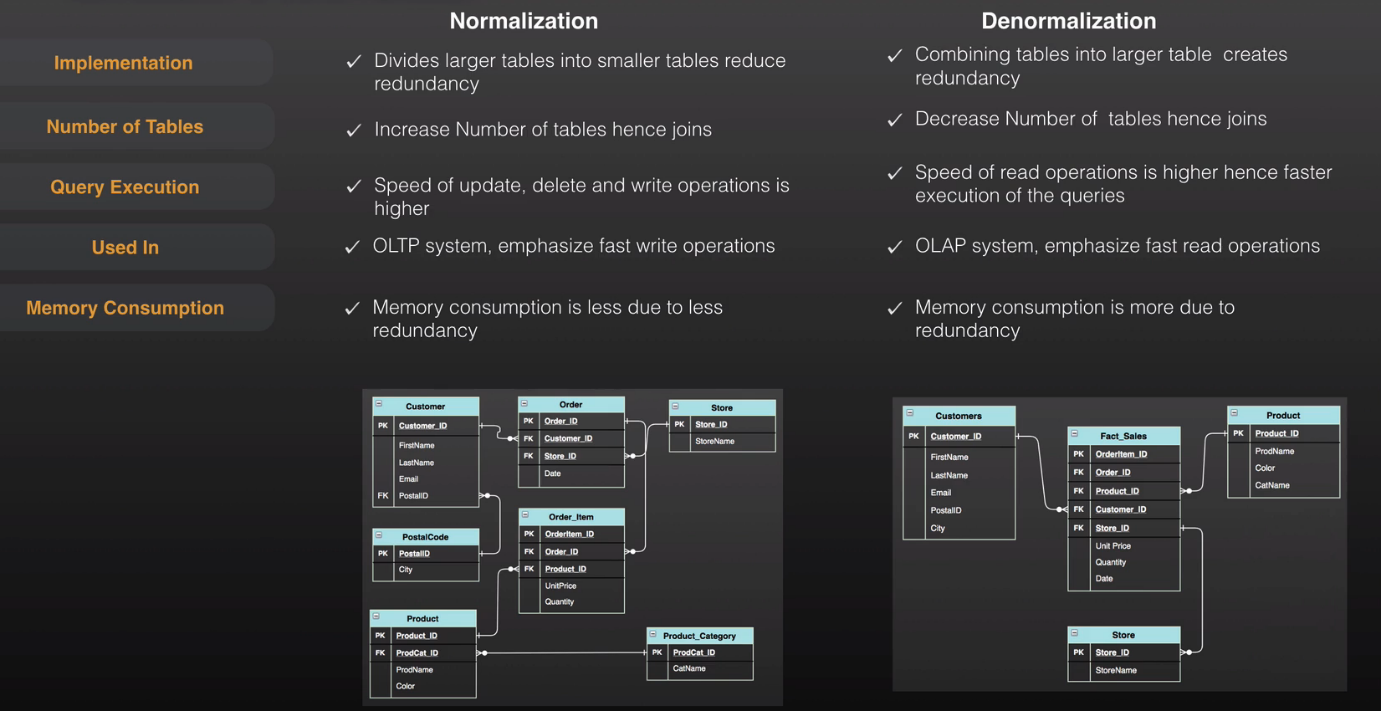 Normalization
Denormalization
Implementation
✓ Divides larger tables into smaller tables reduce
redundancy
✓ Combining tables into larger table creates
redundancy
Number of Tables
✓ Increase Number of tables hence joins
✓ Decrease Number of tables hence joins
Query Execution
✓ Speed of update, delete and write operations is
higher
✓ Speed of read operations is higher hence faster
execution of the queries
Used In
✓ OLTP system, emphasize fast write operations
✓ OLAP system, emphasize fast read operations
Memory Consumption
✓ Memory consumption is less due to less
redundancy
✓ Memory consumption is more due to
redundancy
Customer
PK Customer_ID
FirstName
LastName
Email
FK PostalID
Order
PK Order_ID
FK Customer_ID
FK Store_ID
Date
Store
PK Store_ID
StoreName
PostalCode
PK PostalID
City
Order_Item
PK OrderItem_ID
FK Order_ID
FK Product_ID
UnitPrice
Quantity
Product
PK Product_ID
FK ProdCat_ID
ProdName
Color
Product_Category
PK ProdCat_ID
CatName
Customers
PK Customer_ID
FirstName
LastName
Email
PostalID
City
Fact_Sales
PK OrderItem_ID
FK Order_ID
FK Product_ID
FK Customer_ID
FK Store_ID
Unit Price
Quantity
Date
Product
PK Product_ID
ProdName
Color
CatName
Store
PK Store_ID
StoreName